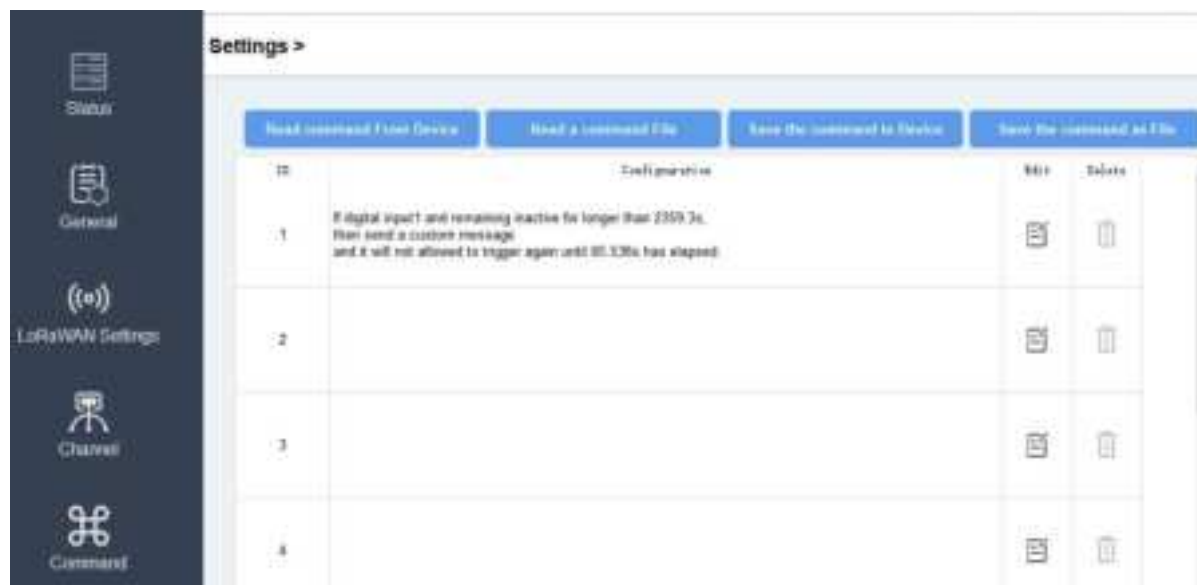 Settings >
Status
General
LoRaWAN Settings
Channel
Command
Read command From Device
Read a command File
Save the command to Device
Save the command as File
ID
Configuration
Edit
Delete
1
If digital input1 and remaining inactive for longer than 2359.3s,
then send a custom message
and it will not allowed to trigger again until has elapsed
2
3
4